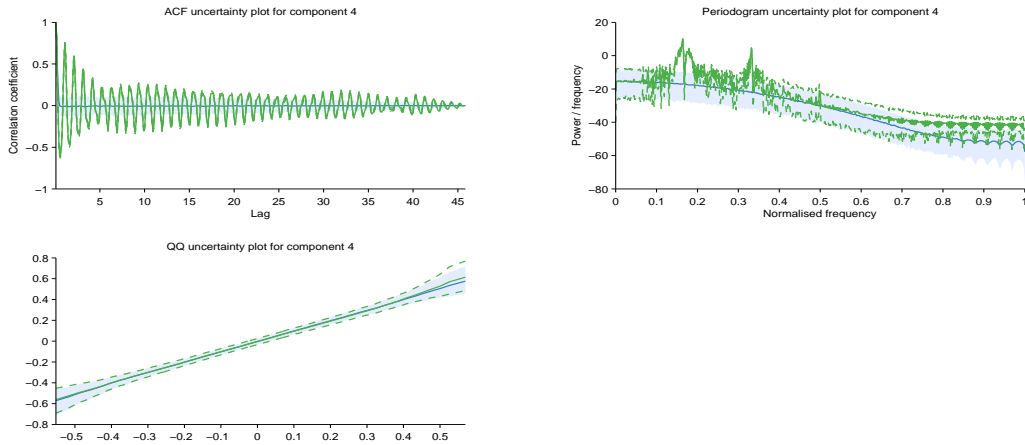 ACF uncertainty plot for component 4
1
0.5
0
−0.5
−1
Correlation coefficient
5 10 15 20 25 30 35 40 45
Lag
Periodogram uncertainty plot for component 4
20
0
−20
−40
−60
−80
Power / frequency
0 0.1 0.2 0.3 0.4 0.5 0.6 0.7 0.8 0.9 1
Normalised frequency
QQ uncertainty plot for component 4
0.8
0.6
0.4
0.2
0
−0.2
−0.4
−0.6
−0.8
−0.5 −0.4 −0.3 −0.2 −0.1 0 0.1 0.2 0.3 0.4 0.5